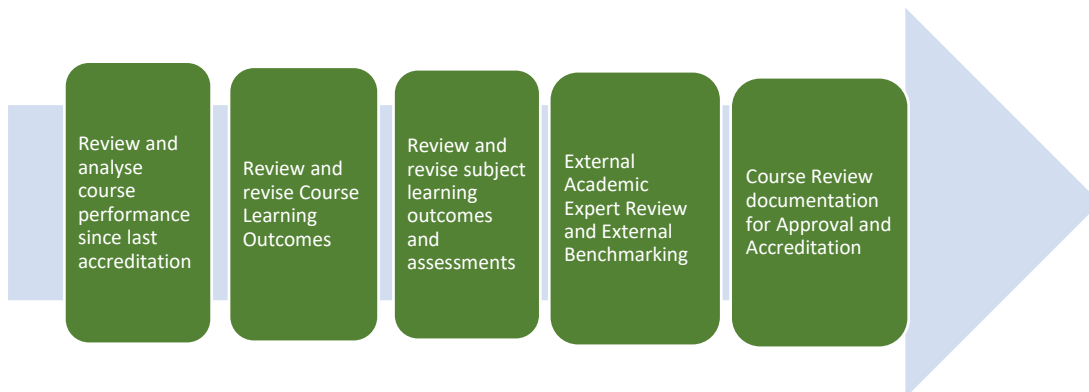 Review and
analyse
course
performance
since last
accreditation
Review and
revise Course
Learning
Outcomes
Review and
revise subject
learning
outcomes
and
assessments
External
Academic
Expert Review
and External
Benchmarking
Course Review
documentation
for Approval and
Accreditation